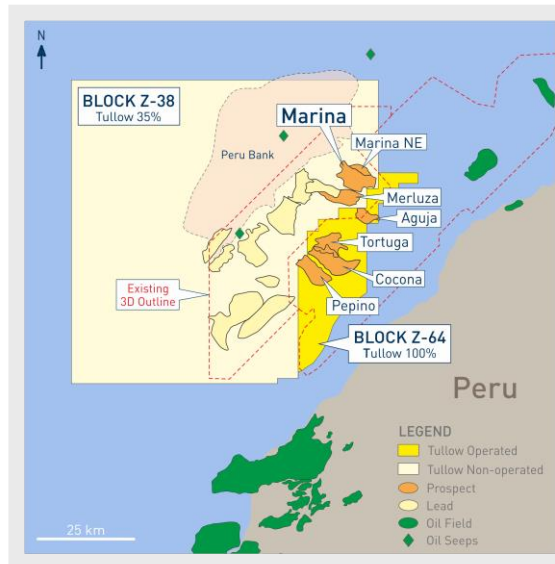 N
BLOCK Z-38
Tullow 35%
Marina
Marina NE
Peru Bank
Merluza
Aguja
Tortuga
Cocona
Existing
3D Outline
Pepino
BLOCK Z-64
Tullow 100%
Peru
LEGEND
Tullow Operated
Tullow Non-operated
Prospect
Lead
Oil Field
Oil Seeps
25 km